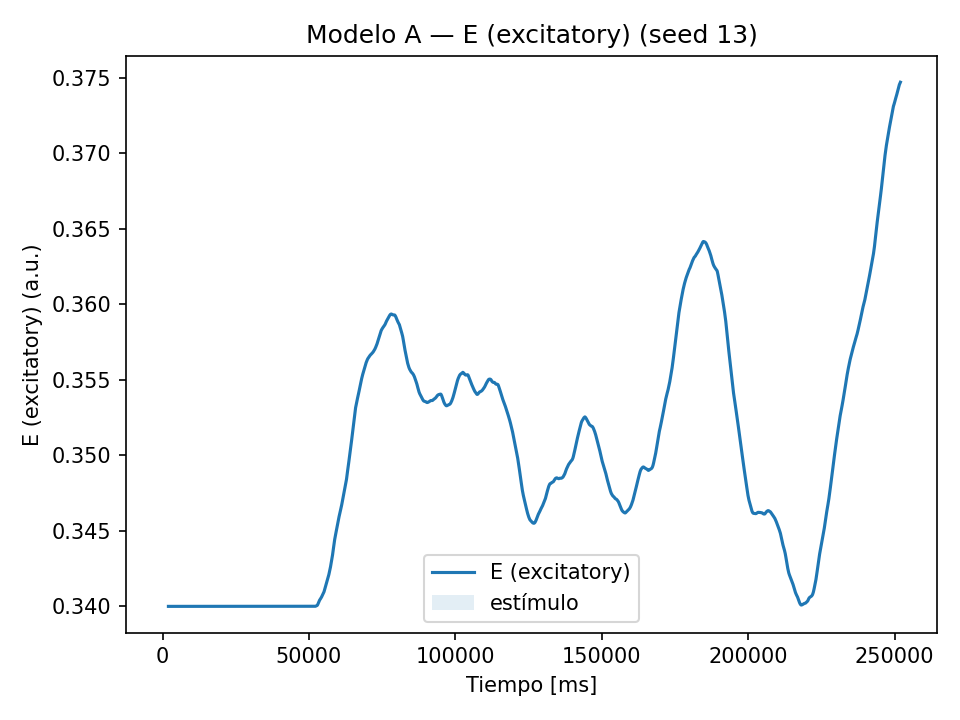 Modelo A — E (excitatory) (seed 13)
E (excitatory) (a.u.)
0.375
0.370
0.365
0.360
0.355
0.350
0.345
0.340
E (excitatory)
estímulo
0 50000 100000 150000 200000 250000
Tiempo [ms]